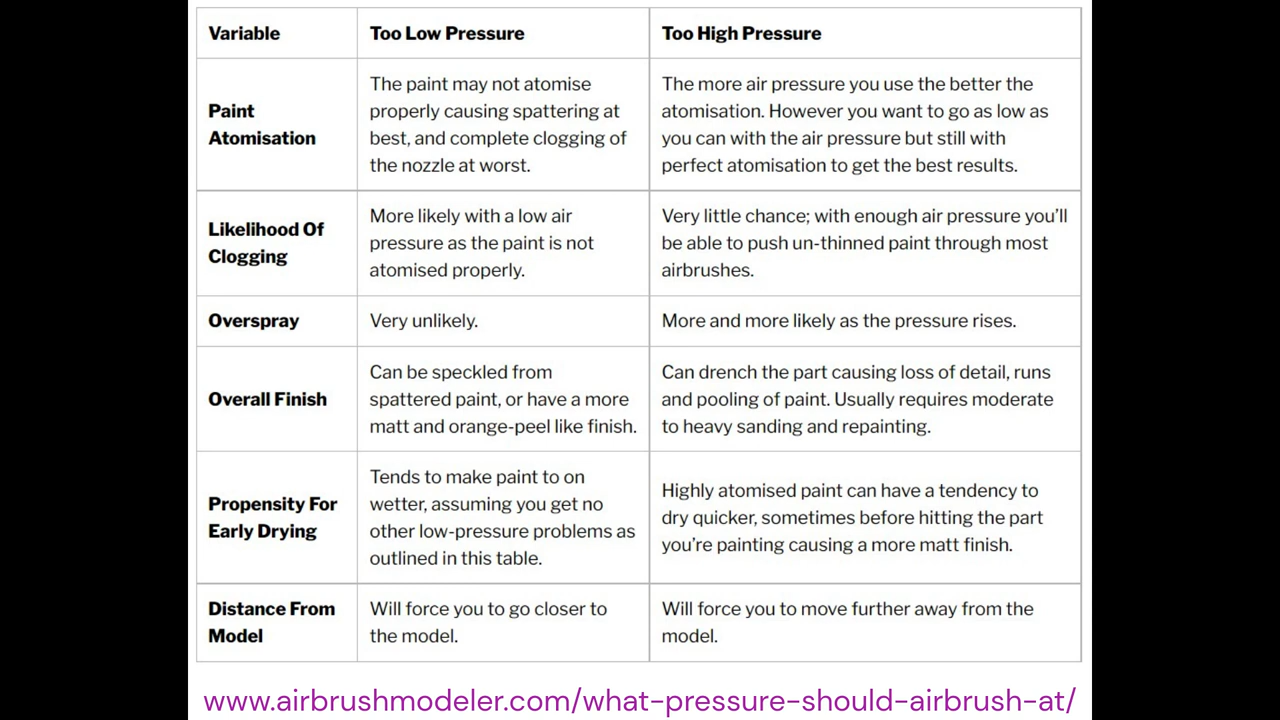 Variable
Too Low Pressure
Too High Pressure
Paint
Atomisation
The paint may not atomise
properly causing spattering at
best, and complete clogging of
the nozzle at worst.
The more air pressure you use the better the
atomisation. However you want to go as low as
you can with the air pressure but still with
perfect atomisation to get the best results.
Likelihood Of
Clogging
More likely with a low air
pressure as the paint is not
atomised properly.
Very little chance; with enough air pressure you'll
be able to push un-thinned paint through most
airbrushes.
Overspray
Very unlikely.
More and more likely as the pressure rises.
Overall Finish
Can be speckled from
spattered paint, or have a more
matt and orange-peel like finish.
Can drench the part causing loss of detail, runs
and pooling of paint. Usually requires moderate
to heavy sanding and repainting.
Propensity For
Early Drying
Tends to make paint to on
wetter, assuming you get no
other low-pressure problems as
outlined in this table.
Highly atomised paint can have a tendency to
dry quicker, sometimes before hitting the part
you're painting causing a more matt finish.
Distance From
Model
Will force you to go closer to
the model.
Will force you to move further away from the
model.
www.airbrushmodeler.com/what-pressure-should-airbrush-at/